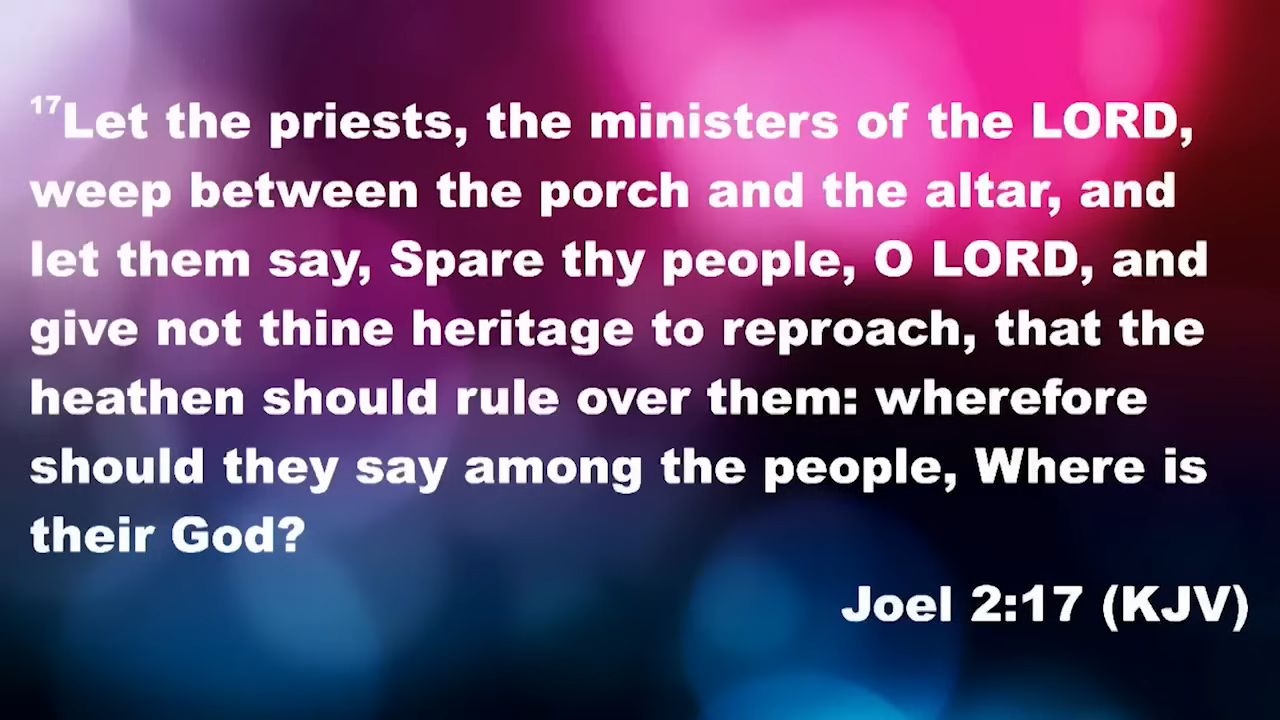 17Let the priests, the ministers of the LORD,
weep between the porch and the altar, and
let them say, Spare thy people, O LORD, and
give not thine heritage to reproach, that the
heathen should rule over them: wherefore
should they say among the people, Where is
their God?
Joel 2:17 (KJV)